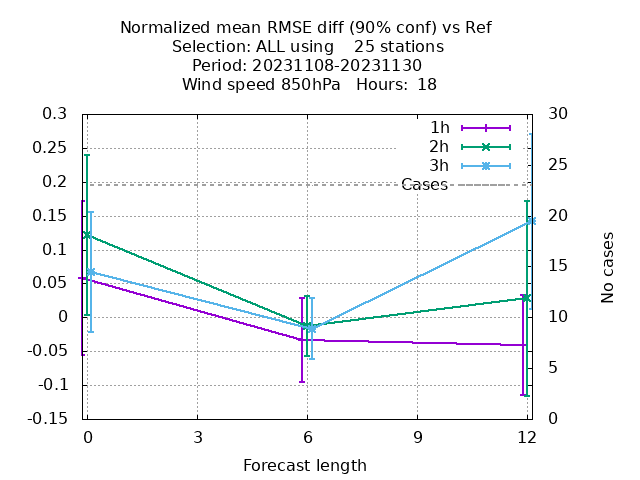 Normalized mean RMSE diff (90% conf) vs Ref
Selection: ALL using    25 stations
Period: 20231108-20231130
Wind speed 850hPa   Hours:  18
0.3
0.25
0.2
0.15
0.1
0.05
0
-0.05
-0.1
-0.15
30
25
20
15
10
5
0
1h
2h
3h
Cases
No cases
0 3 6 9 12
Forecast length